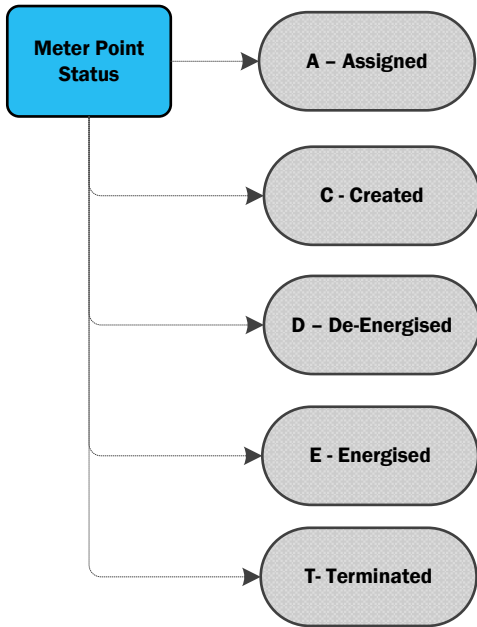 Meter Point
Status
A – Assigned
C - Created
D – De-Energised
E - Energised
T- Terminated